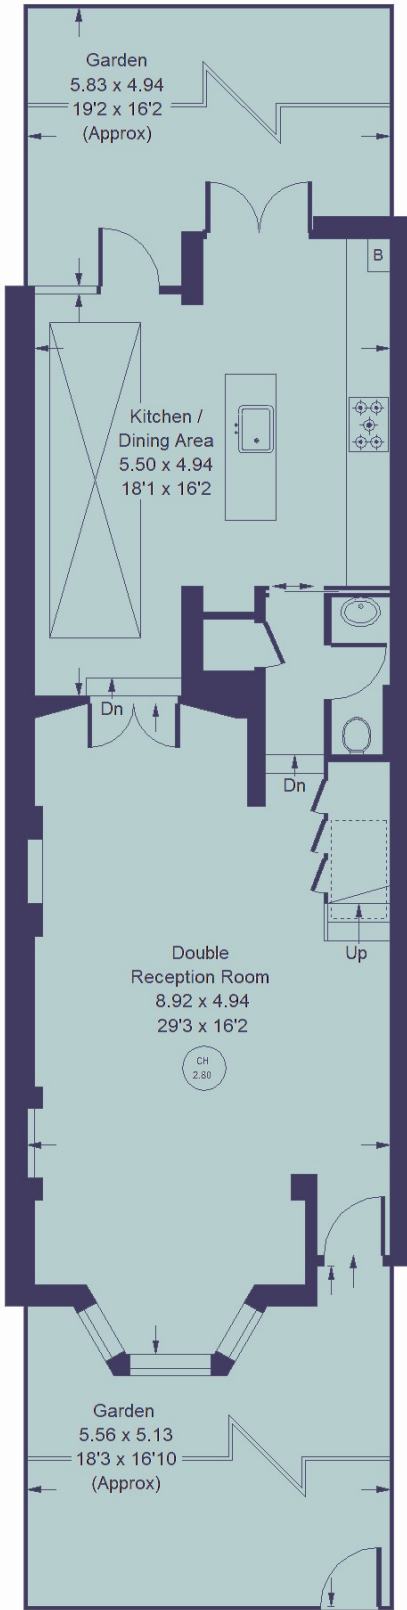 Garden
5.83 x 4.94
19'2 x 16'2
(Approx)
B
Kitchen /
Dining Area
5.50 x 4.94
18'1 x 16'2
Dn
Dn
Up
Double
Reception Room
8.92 x 4.94
29'3 x 16'2
CH
2.80
Garden
5.56 x 5.13
18'3 x 16'10
(Approx)